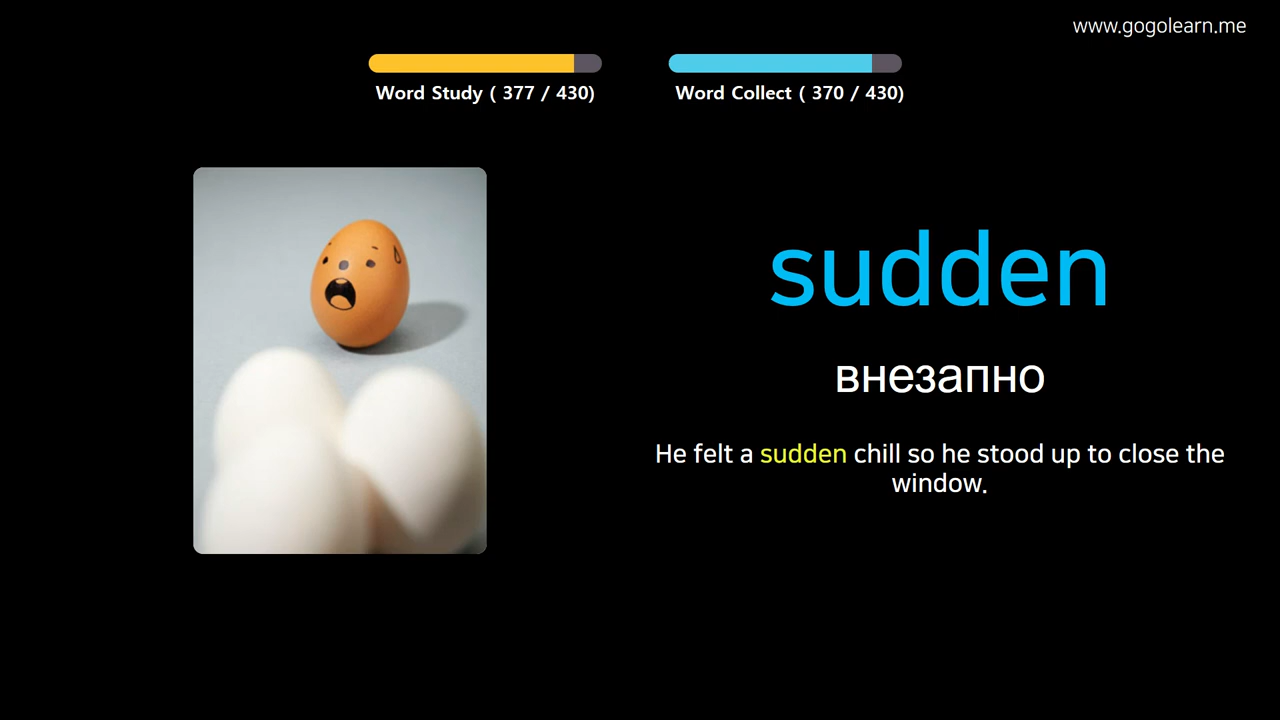 www.gogolearn.me
Word Study ( 377 / 430)
Word Collect ( 370 / 430)
sudden
внезапно
He felt a sudden chill so he stood up to close the
window.